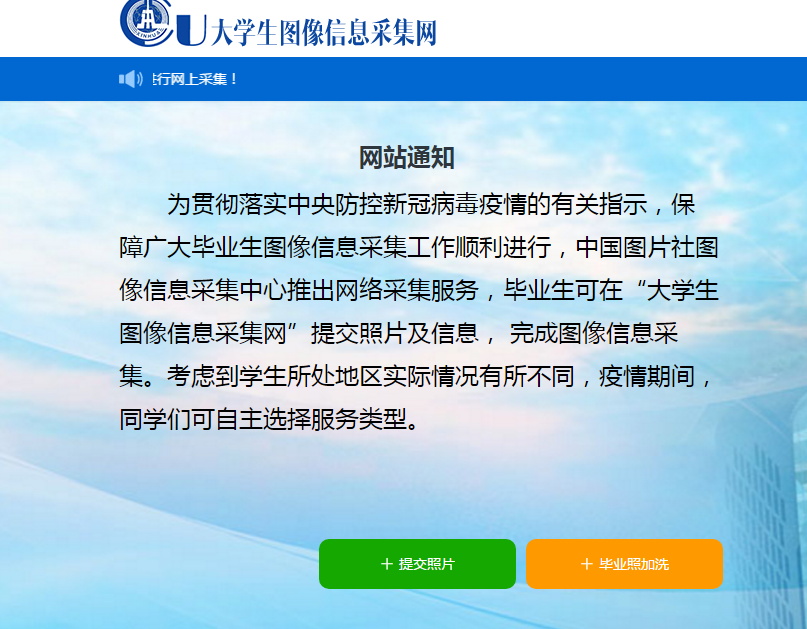 大学生图像信息采集网
行网上采集！
网站通知
为贯彻落实中央防控新冠病毒疫情的有关指示，保
障广大毕业生图像信息采集工作顺利进行，中国图片社图
像信息采集中心推出网络采集服务，毕业生可在“大学生
图像信息采集网”提交照片及信息， 完成图像信息采
集。考虑到学生所处地区实际情况有所不同，疫情期间，
同学们可自主选择服务类型。
＋ 提交照片
＋ 毕业照加洗